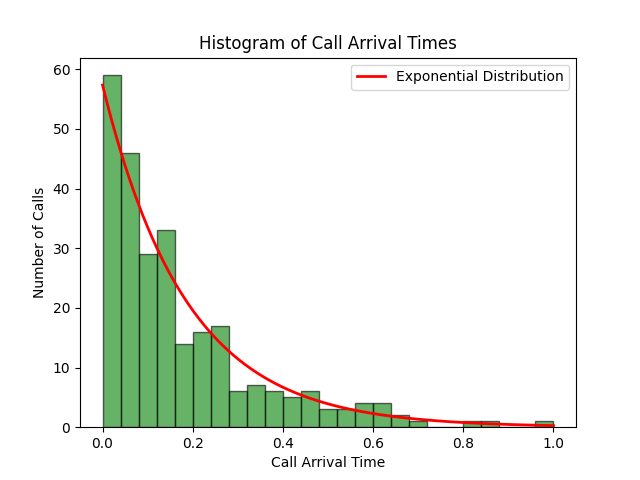 Histogram of Call Arrival Times
Exponential Distribution
Number of Calls
60
50
40
30
20
10
0
0.0 0.2 0.4 0.6 0.8 1.0
Call Arrival Time